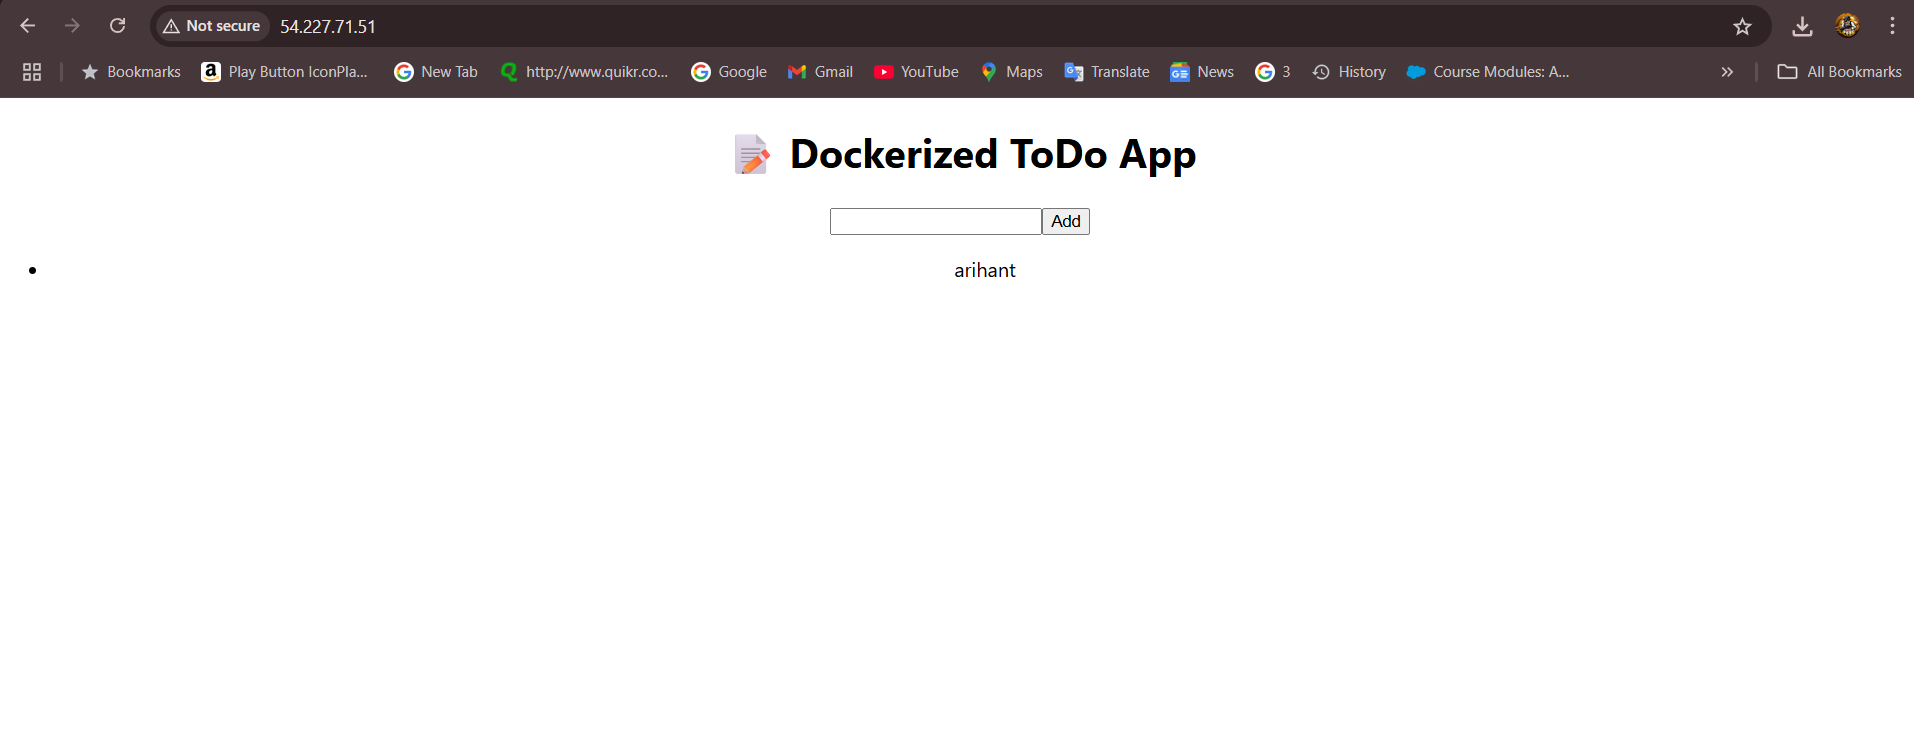 Not secure 54.227.71.51
Bookmarks Play Button IconPla... New Tab http://www.quikr.co... Google Gmail YouTube Maps Translate News 3 History Course Modules: A... » All Bookmarks
Dockerized ToDo App
Add
• arihant